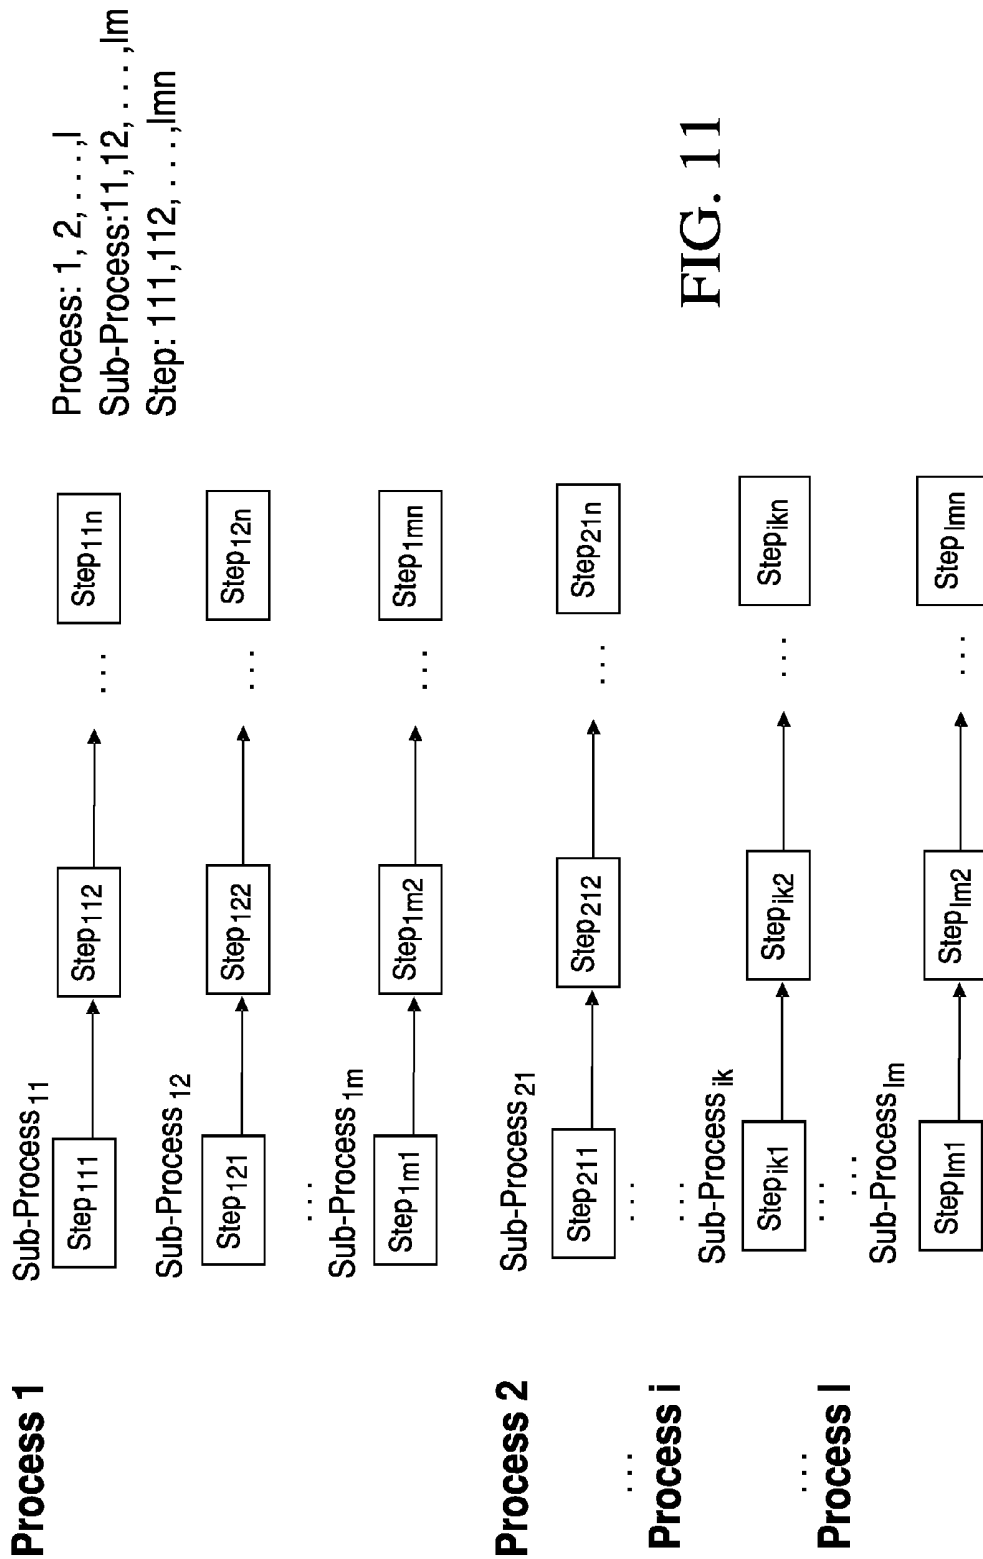 Process: 1, 2, . . . ,l
Sub-Process:11,12, . . . ,lm
Step: 111,112, . . . ,lmn
Process 1
Sub-Process11
Step111
Step112
...
Step11n
Sub-Process12
Step121
Step122
...
Step12n
...
Sub-Process1m
Step1m1
Step1m2
...
Step1mn
Process 2
Sub-Process21
Step211
Step212
...
Step21n
...
...
Process i
...
Sub-Processik
Stepik1
Stepik2
...
Stepikn
...
...
Process l
...
Sub-Processlm
Steplm1
Steplm2
...
Steplmn
FIG. 11